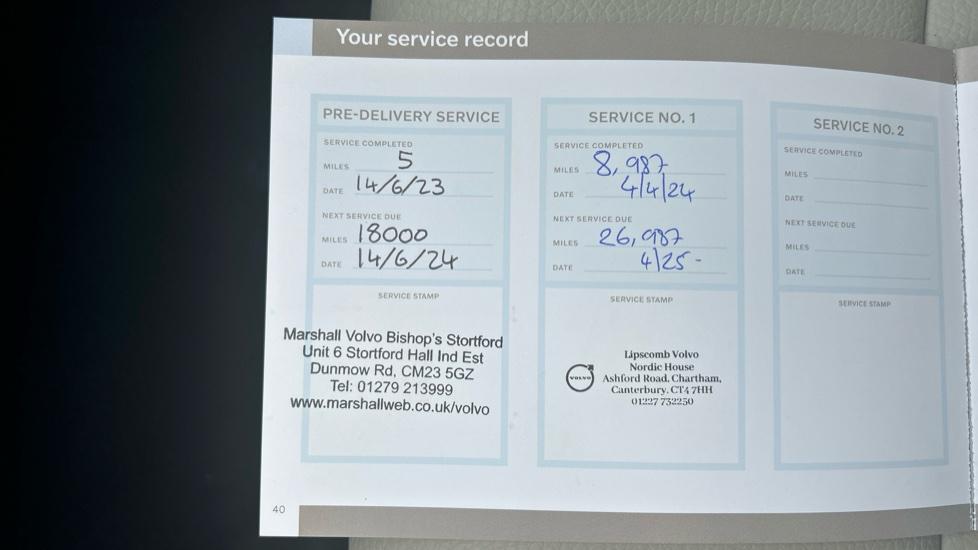 Your service record
PRE-DELIVERY SERVICE
SERVICE COMPLETED
MILES 5
DATE 14/6/23
NEXT SERVICE DUE
MILES 18000
DATE 14/6/24
SERVICE STAMP
Marshall Volvo Bishop's Stortford
Unit 6 Stortford Hall Ind Est
Dunmow Rd, CM23 5GZ
Tel: 01279 213999
www.marshallweb.co.uk/volvo
SERVICE NO. 1
SERVICE COMPLETED
MILES 8,987
DATE 4/4/24
NEXT SERVICE DUE
MILES 26,987
DATE 4/25 -
SERVICE STAMP
VOLVO
Lipscomb Volvo
Nordic House
Ashford Road, Chartham,
Canterbury. CT4 7HH
01227 732250
SERVICE NO. 2
SERVICE COMPLETED
MILES
DATE
NEXT SERVICE DUE
MILES
DATE
SERVICE STAMP
40